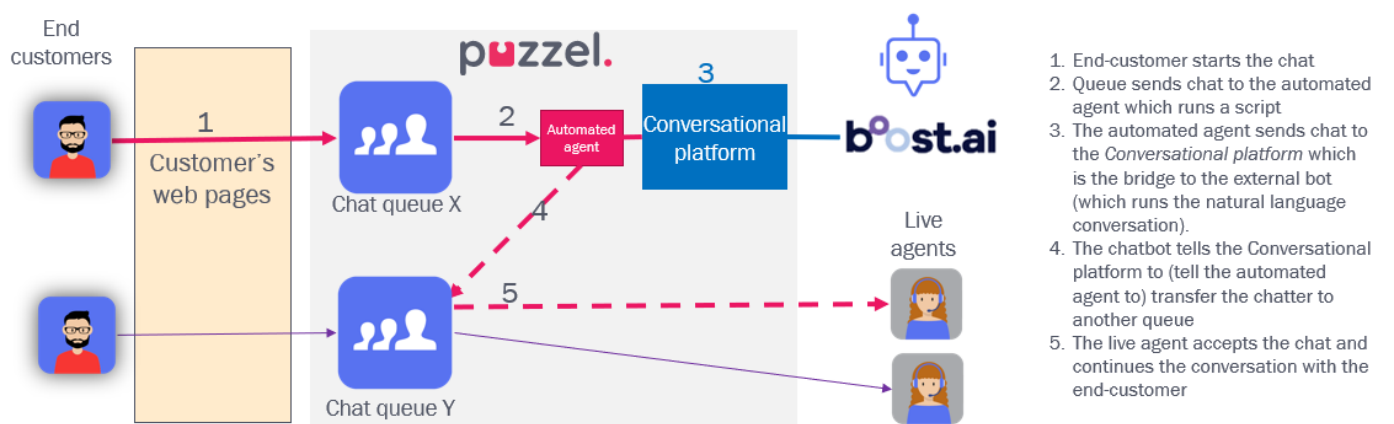 End
customers
1
Customer's
web pages
puzzel.
Chat queue X
2
Automated
agent
3
Conversational
platform
boost.ai
4
Chat queue Y
5
Live
agents
1. End-customer starts the chat
2. Queue sends chat to the automated
agent which runs a script
3. The automated agent sends chat to
the Conversational platform which
is the bridge to the external bot
(which runs the natural language
conversation).
4. The chatbot tells the Conversational
platform to (tell the automated
agent to) transfer the chatter to
another queue
5. The live agent accepts the chat and
continues the conversation with the
end-customer